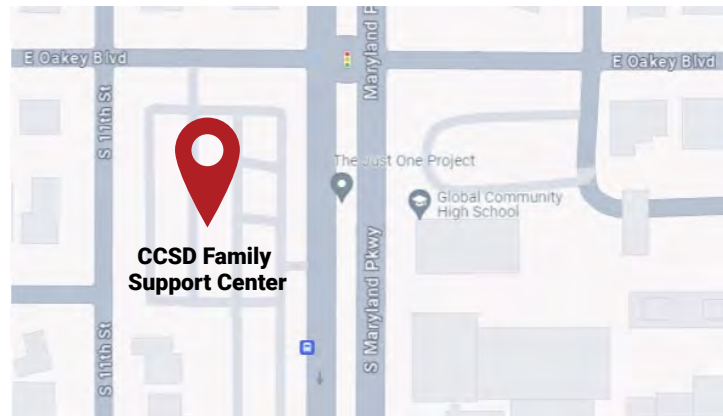 E Oakey Blvd
E Oakey Blvd
S 11th St
Maryland P
The Just One Project
Global Community
High School
CCSD Family
Support Center
S Maryland Pkwy
S 11th St